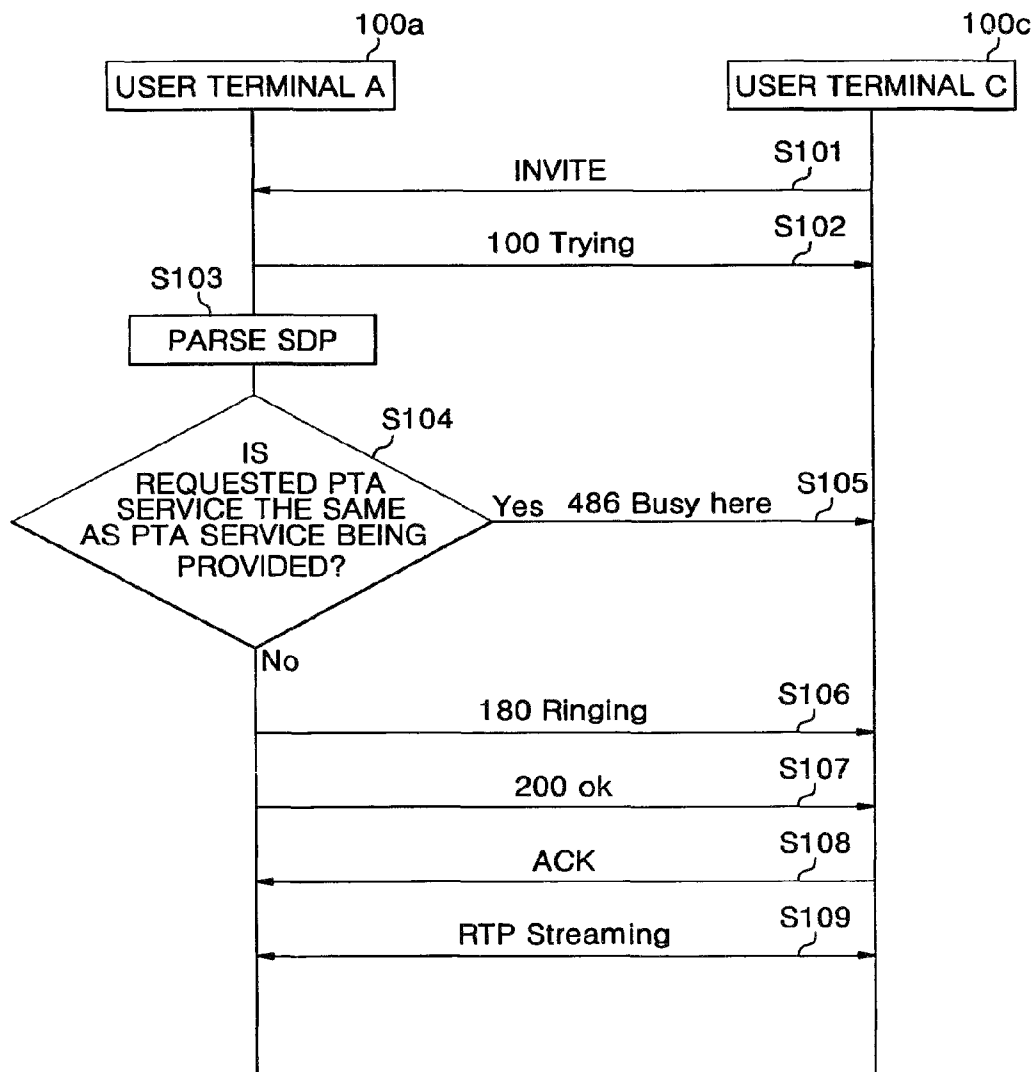 100a
100c
USER TERMINAL A
USER TERMINAL C
S101
INVITE
S102
100 Trying
S103
PARSE SDP
S104
IS
REQUESTED PTA
SERVICE THE SAME
AS PTA SERVICE BEING
PROVIDED?
Yes 486 Busy here
S105
No
S106
180 Ringing
S107
200 ok
S108
ACK
S109
RTP Streaming